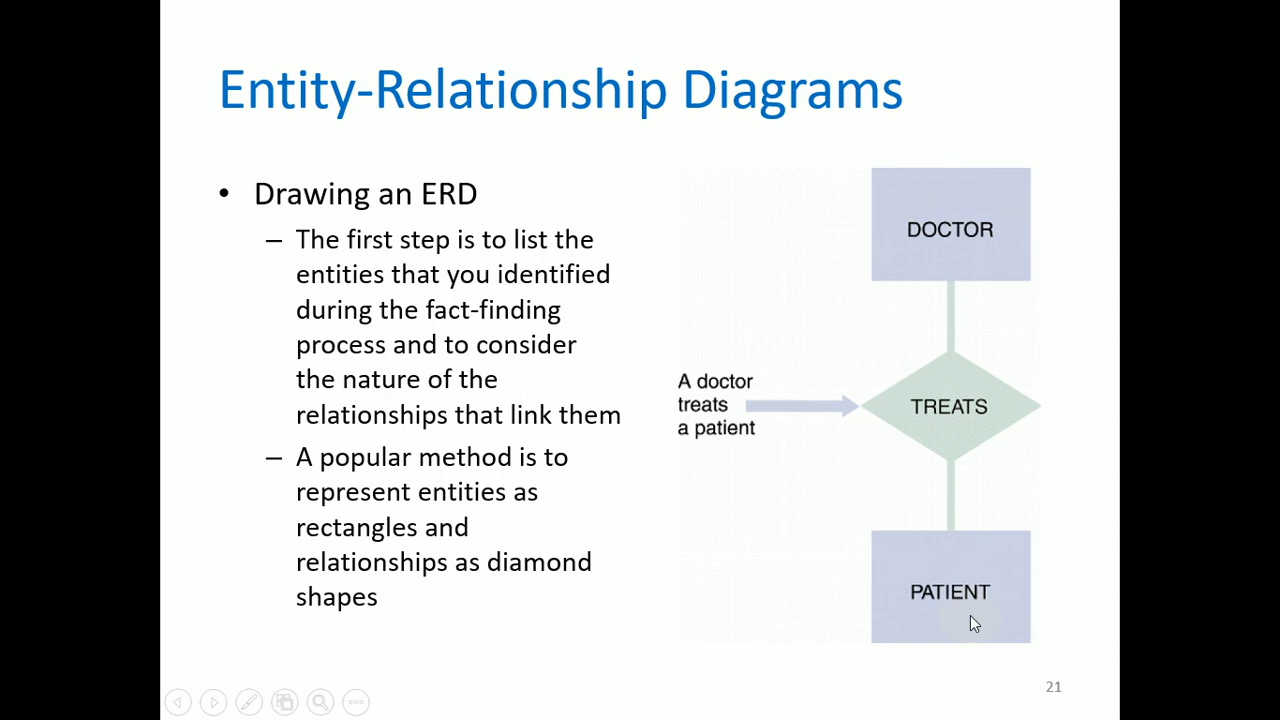 Entity-Relationship Diagrams
• Drawing an ERD
– The first step is to list the
entities that you identified
during the fact-finding
process and to consider
the nature of the
relationships that link them
– A popular method is to
represent entities as
rectangles and
relationships as diamond
shapes
DOCTOR
A doctor
treats
a patient
TREATS
PATIENT
21